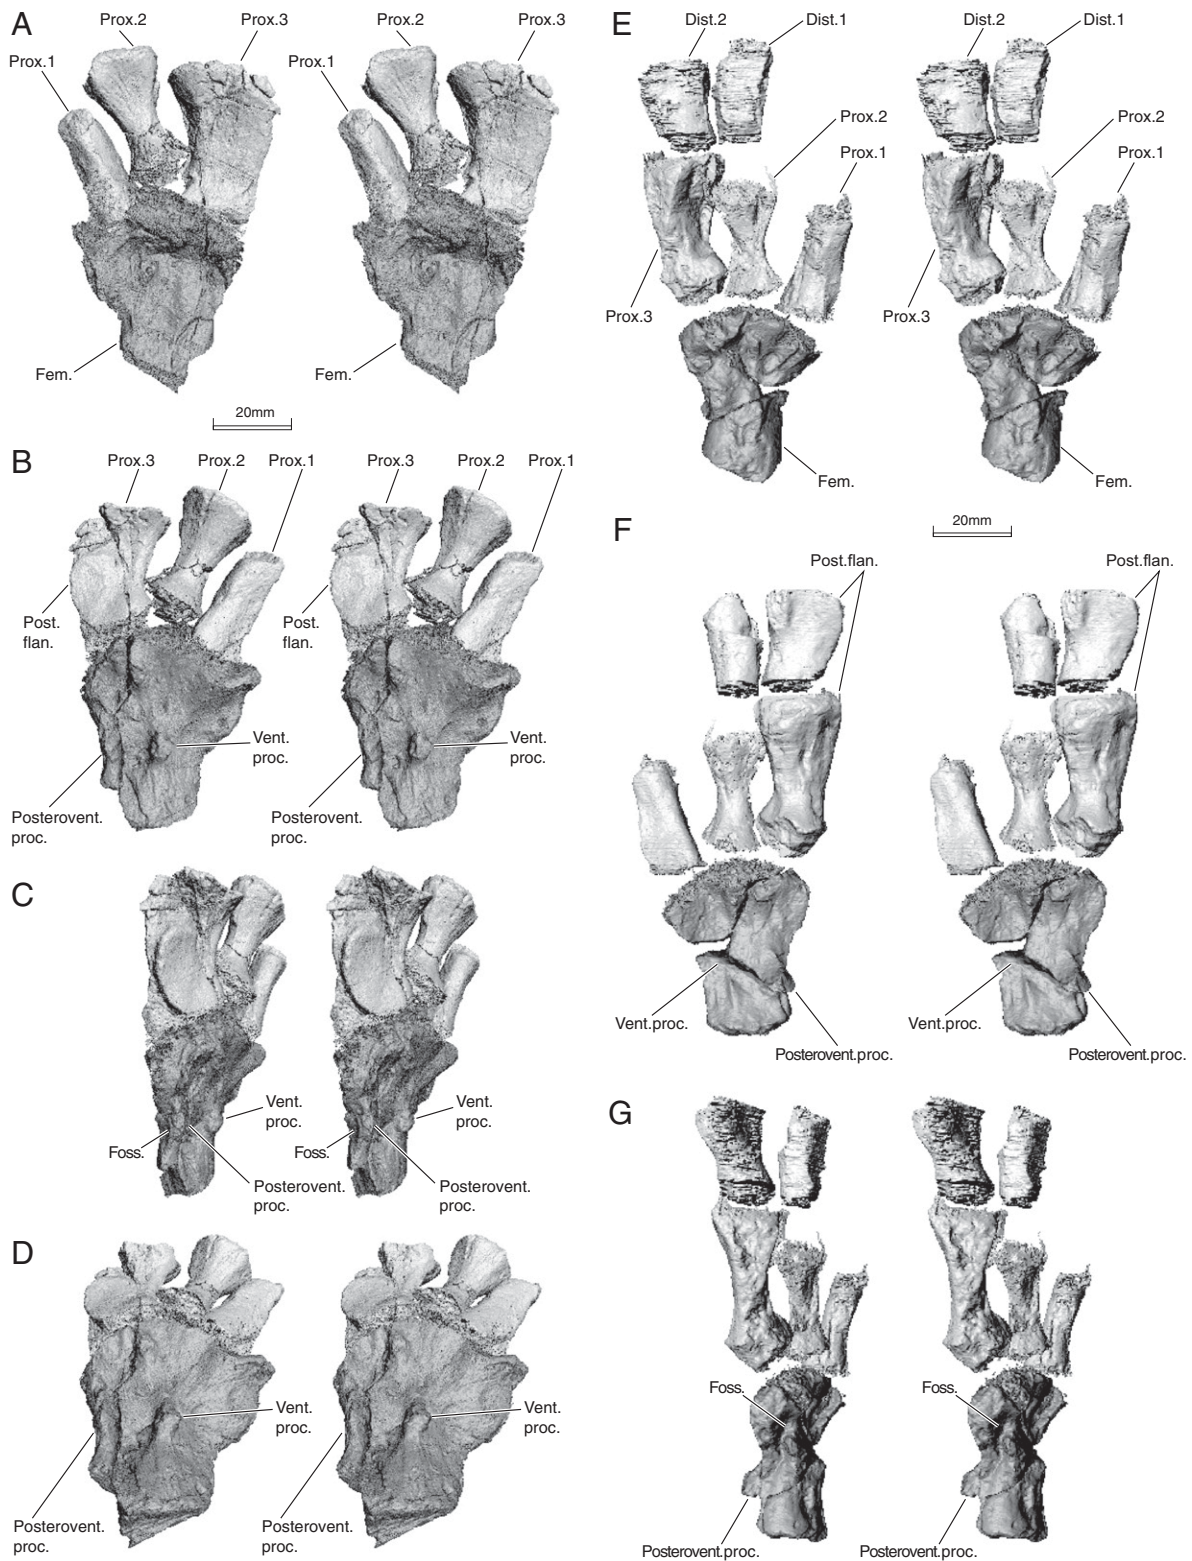 A
Prox.2
Prox.3
Prox.2
Prox.3
Prox.1
Prox.1
Fem.
Fem.
20mm
B
Prox.3
Prox.2
Prox.1
Prox.3
Prox.2
Prox.1
Post.
flan.
Post.
flan.
Vent.
proc.
Vent.
proc.
Posterovent.
proc.
Posterovent.
proc.
C
Vent.
proc.
Vent.
proc.
Foss.
Foss.
Posterovent.
proc.
Posterovent.
proc.
D
Vent.
proc.
Vent.
proc.
Posterovent.
proc.
Posterovent.
proc.
E
Dist.2
Dist.1
Dist.2
Dist.1
Prox.2
Prox.2
Prox.1
Prox.1
Prox.3
Prox.3
Fem.
Fem.
20mm
F
Post.flan.
Post.flan.
Vent.proc.
Vent.proc.
Posterovent.proc.
Posterovent.proc.
G
Foss.
Foss.
Posterovent.proc.
Posterovent.proc.